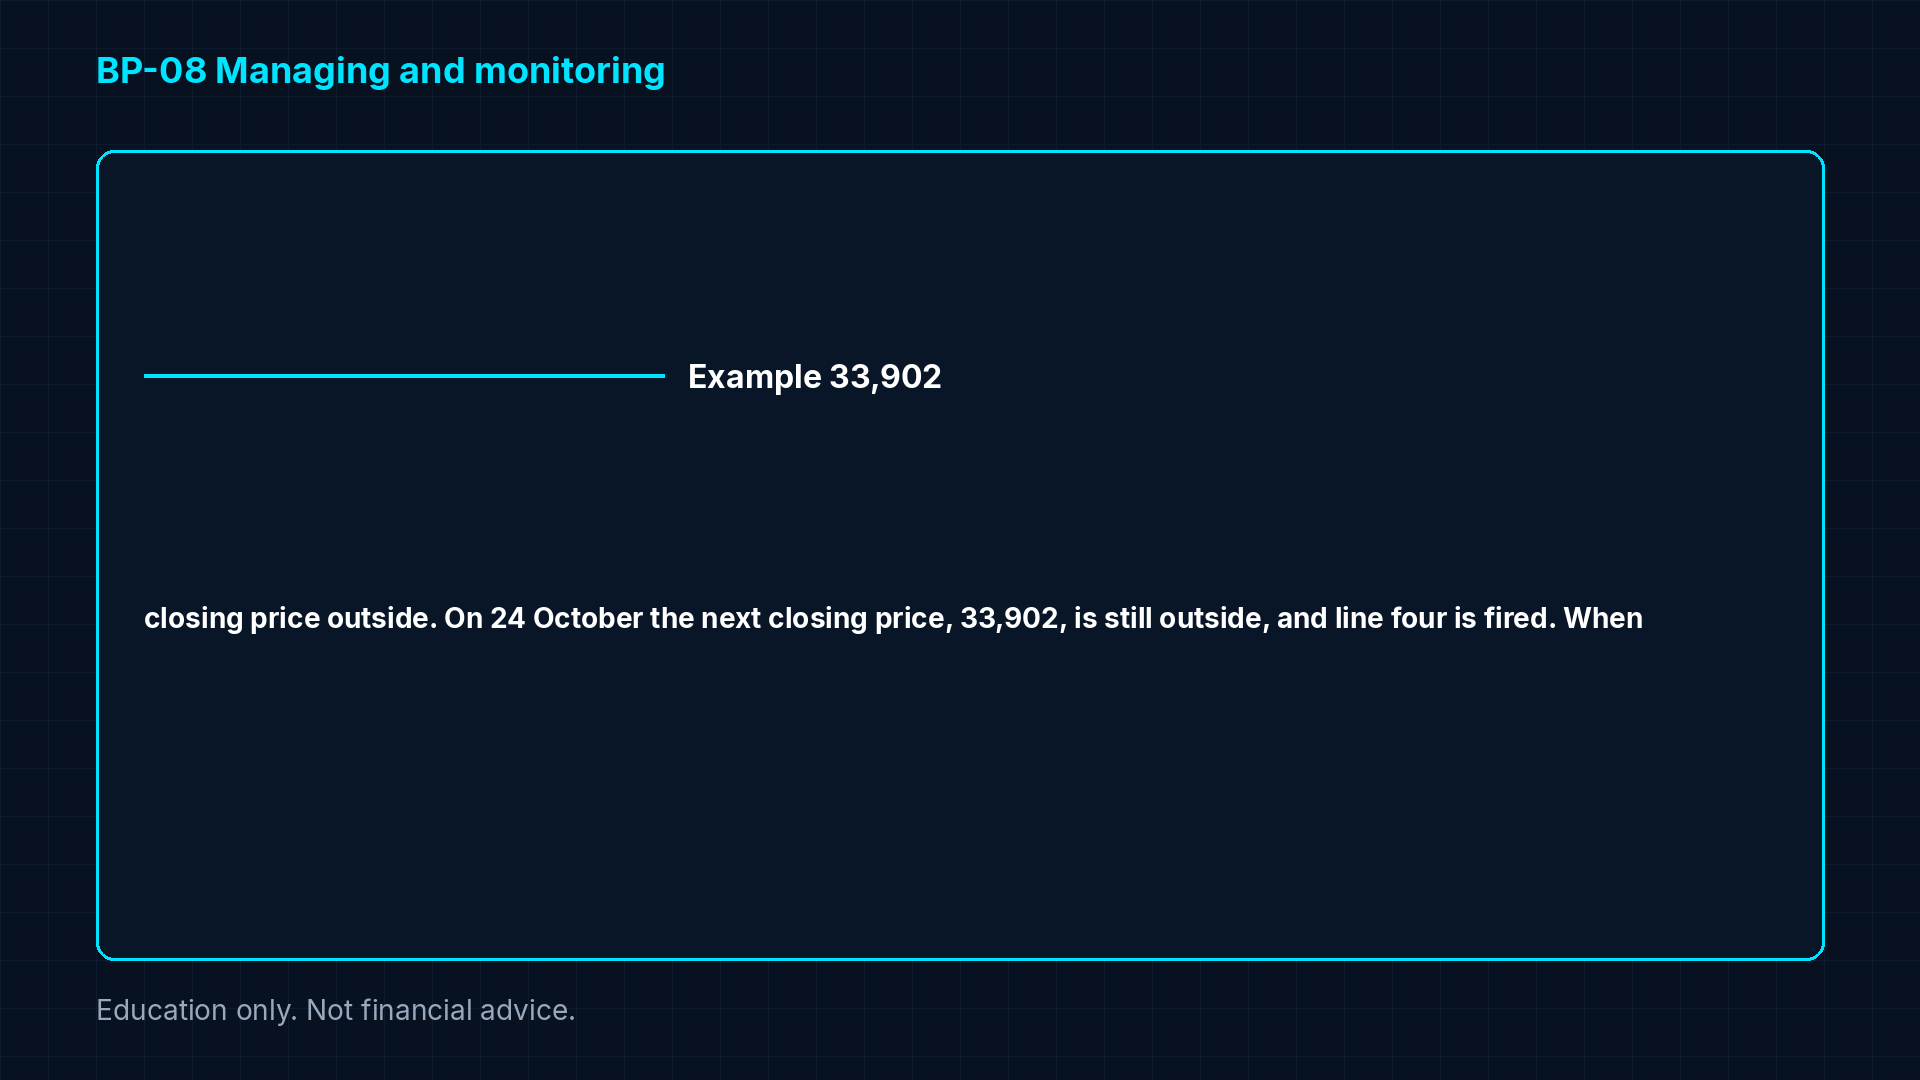 BP-08 Managing and monitoring
Example 33,902
closing price outside. On 24 October the next closing price, 33,902, is still outside, and line four is fired. When
Education only. Not financial advice.